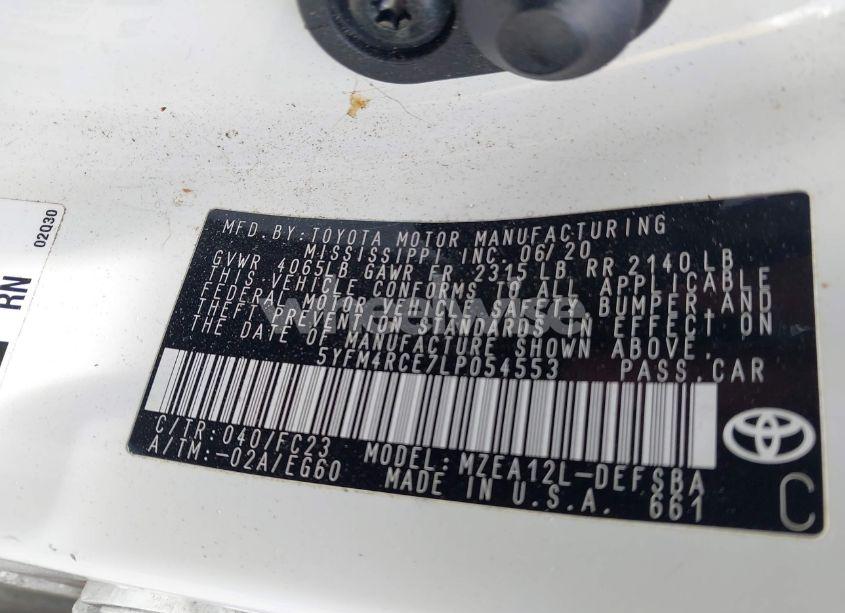 MFD BY:TOYOTA MOTOR MANUFACTURING
MISSISSIPPI INC 06/20
GVWR 4065LB GAWR FR 2315 LB RR 2140 LB
THIS VEHICLE CONFORMS TO ALL APPLICABLE
FEDERAL MOTOR VEHICLE SAFETY, BUMPER, AND
THEFT PREVENTION STANDARDS IN EFFECT ON
THE DATE OF MANUFACTURE SHOWN ABOVE.
5YFM4RCE7LP054553 PASS.CAR
C/TR:040/FC23
A/TM:-02A/EG60 MODEL:MZEA12L-DEFSBA
MADE IN U.S.A. 661
C
RN
02Q30